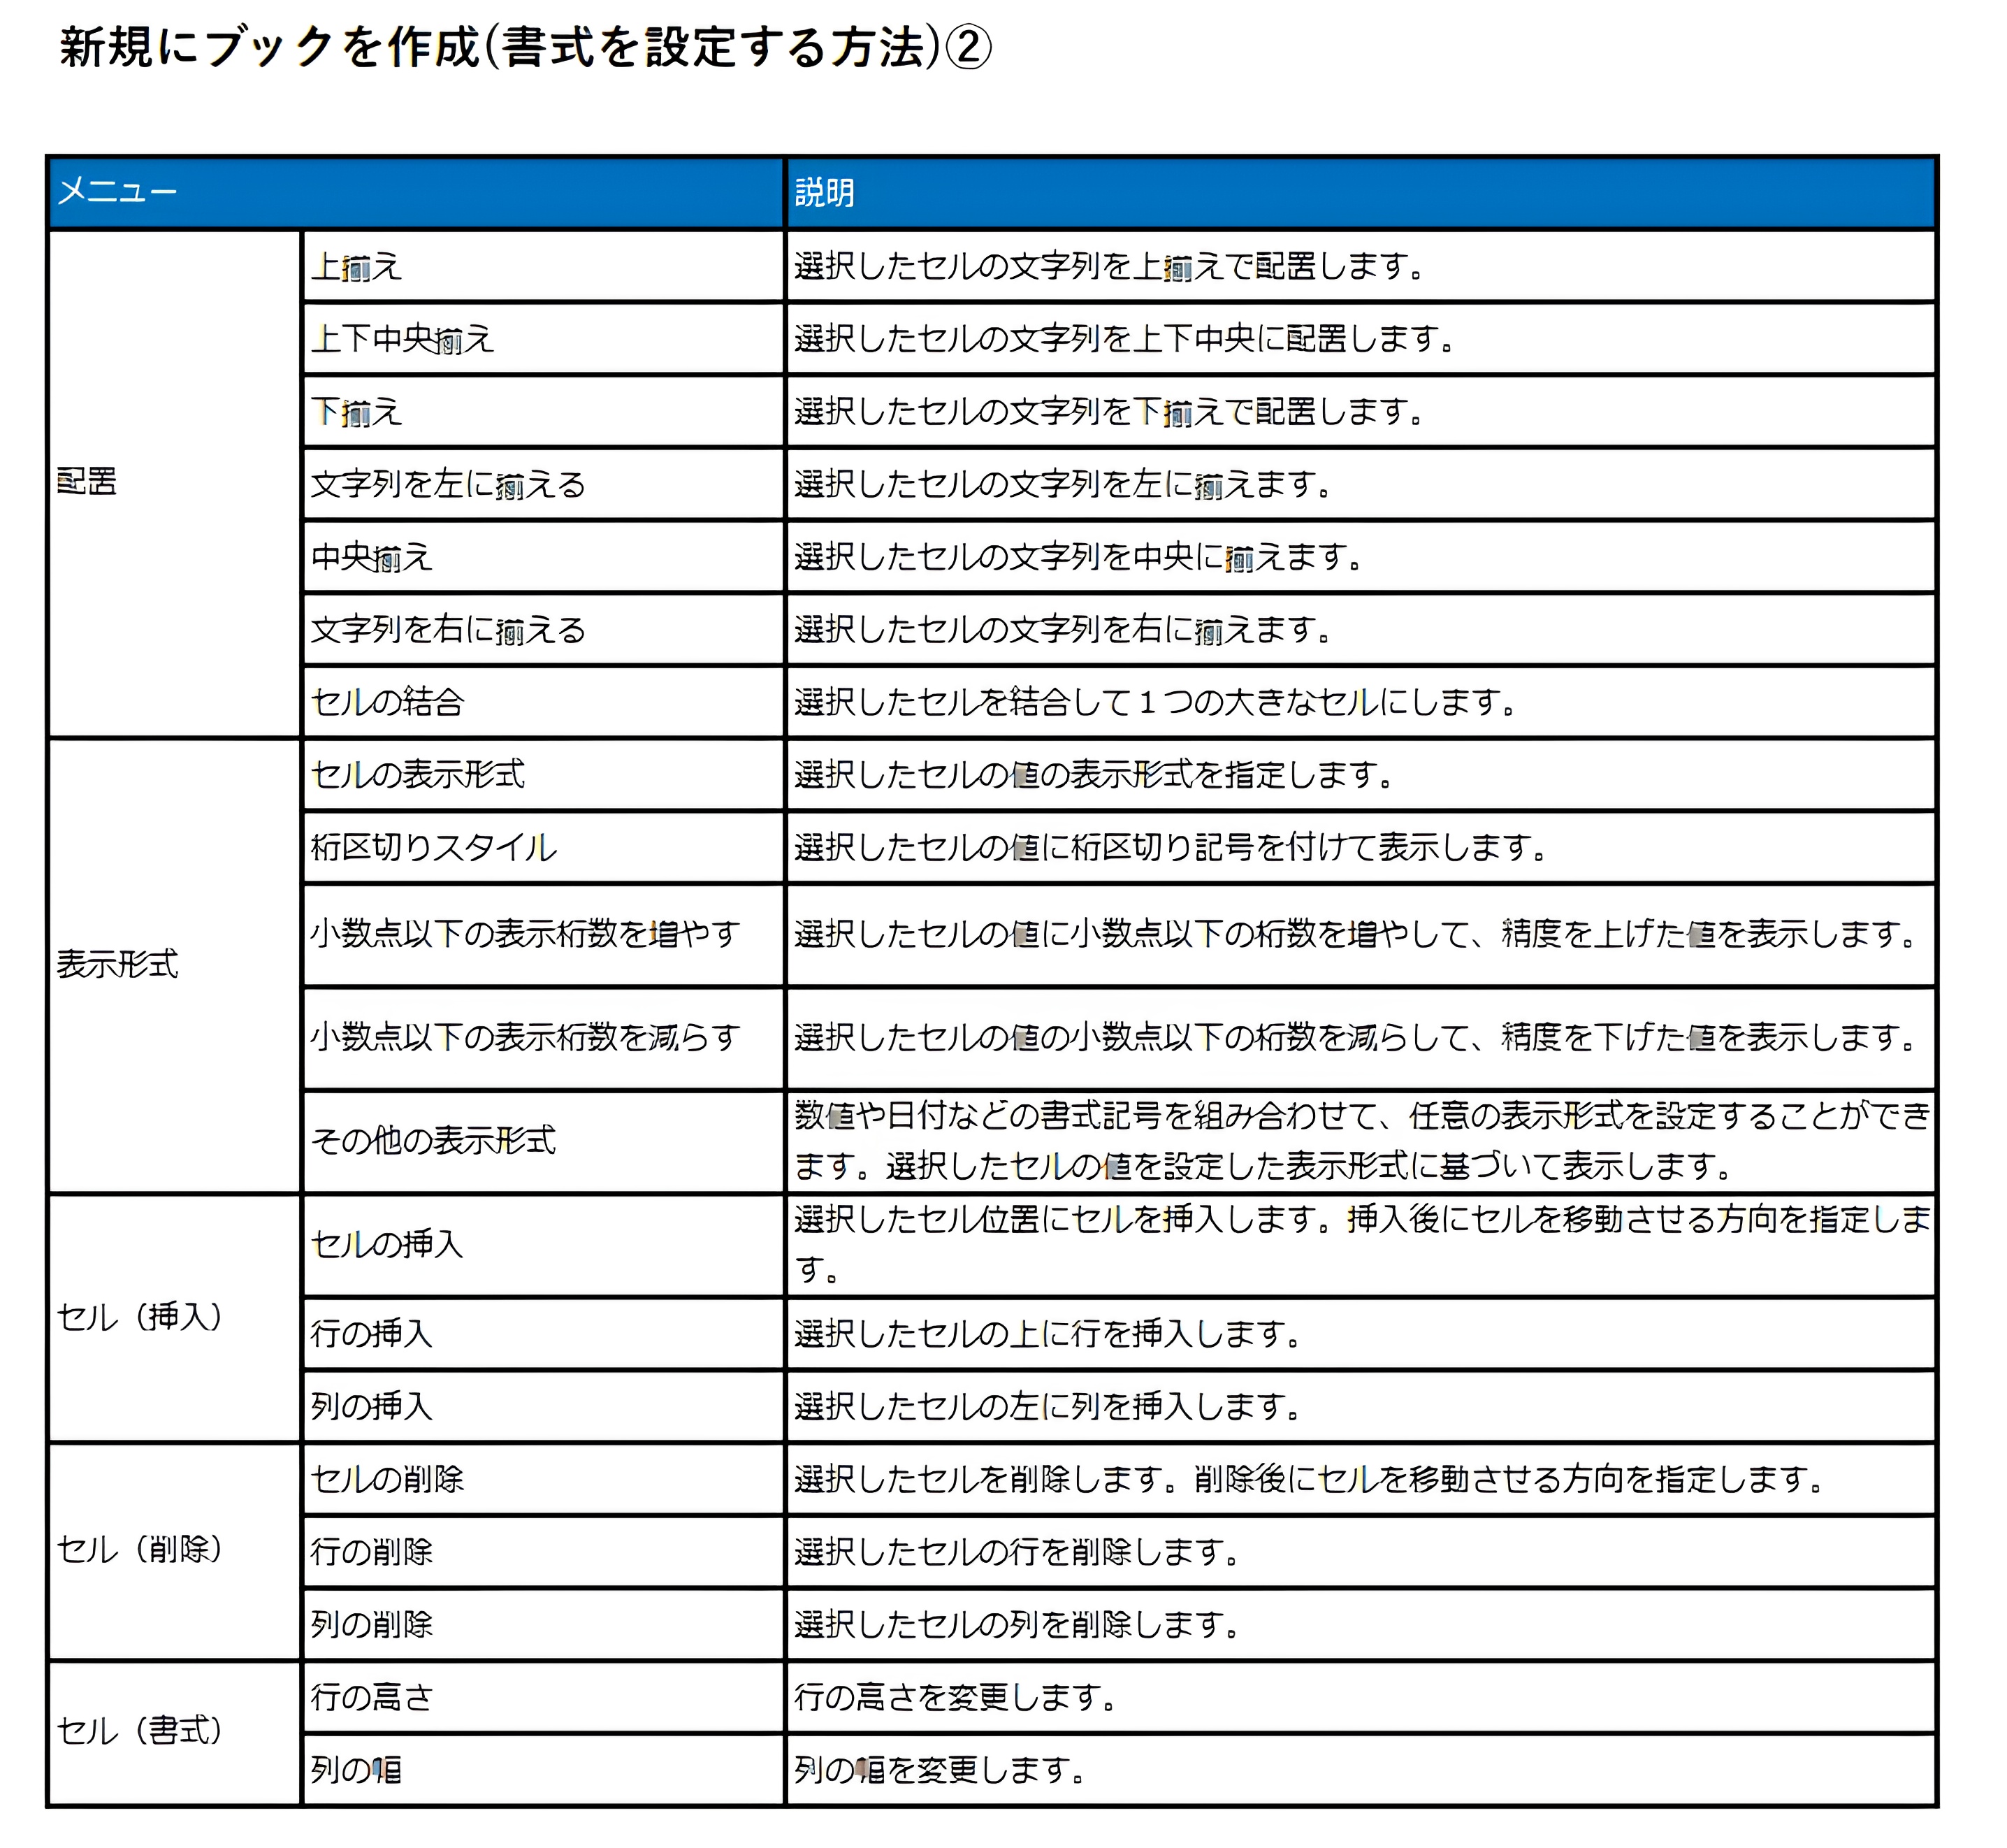 新規にブックを作成(書式を設定する方法)②
メニュー
説明
配置
上揃え
選択したセルの文字列を上揃えで配置します。
上下中央揃え
選択したセルの文字列を上下中央に配置します。
下揃え
選択したセルの文字列を下揃えで配置します。
文字列を左に揃える
選択したセルの文字列を左に揃えます。
中央揃え
選択したセルの文字列を中央に揃えます。
文字列を右に揃える
選択したセルの文字列を右に揃えます。
セルの結合
選択したセルを結合して１つの大きなセルにします。
表示形式
セルの表示形式
選択したセルの値の表示形式を指定します。
桁区切りスタイル
選択したセルの値に桁区切り記号を付けて表示します。
小数点以下の表示桁数を増やす
選択したセルの値に小数点以下の桁数を増やして、精度を上げた値を表示します。
小数点以下の表示桁数を減らす
選択したセルの値の小数点以下の桁数を減らして、精度を下げた値を表示します。
その他の表示形式
数値や日付などの書式記号を組み合わせて、任意の表示形式を設定することができ
ます。選択したセルの値を設定した表示形式に基づいて表示します。
セル（挿入）
セルの挿入
選択したセル位置にセルを挿入します。挿入後にセルを移動させる方向を指定しま
す。
行の挿入
選択したセルの上に行を挿入します。
列の挿入
選択したセルの左に列を挿入します。
セル（削除）
セルの削除
選択したセルを削除します。削除後にセルを移動させる方向を指定します。
行の削除
選択したセルの行を削除します。
列の削除
選択したセルの列を削除します。
セル（書式）
行の高さ
行の高さを変更します。
列の幅
列の幅を変更します。